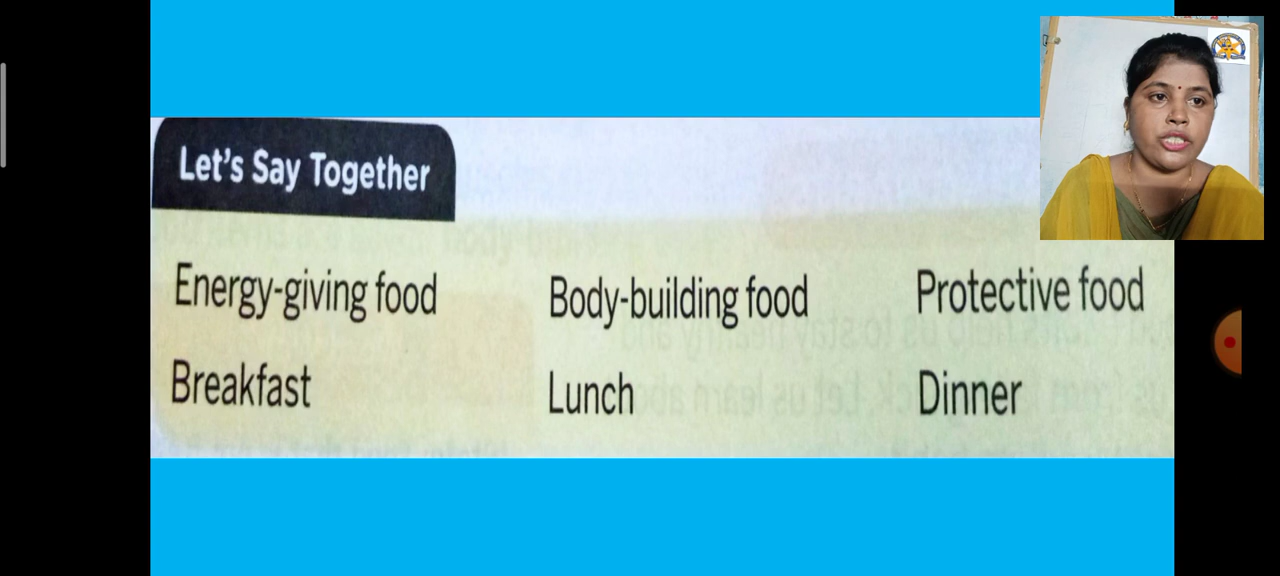 Let's Say Together
Energy-giving food Body-building food Protective food
Breakfast Lunch Dinner